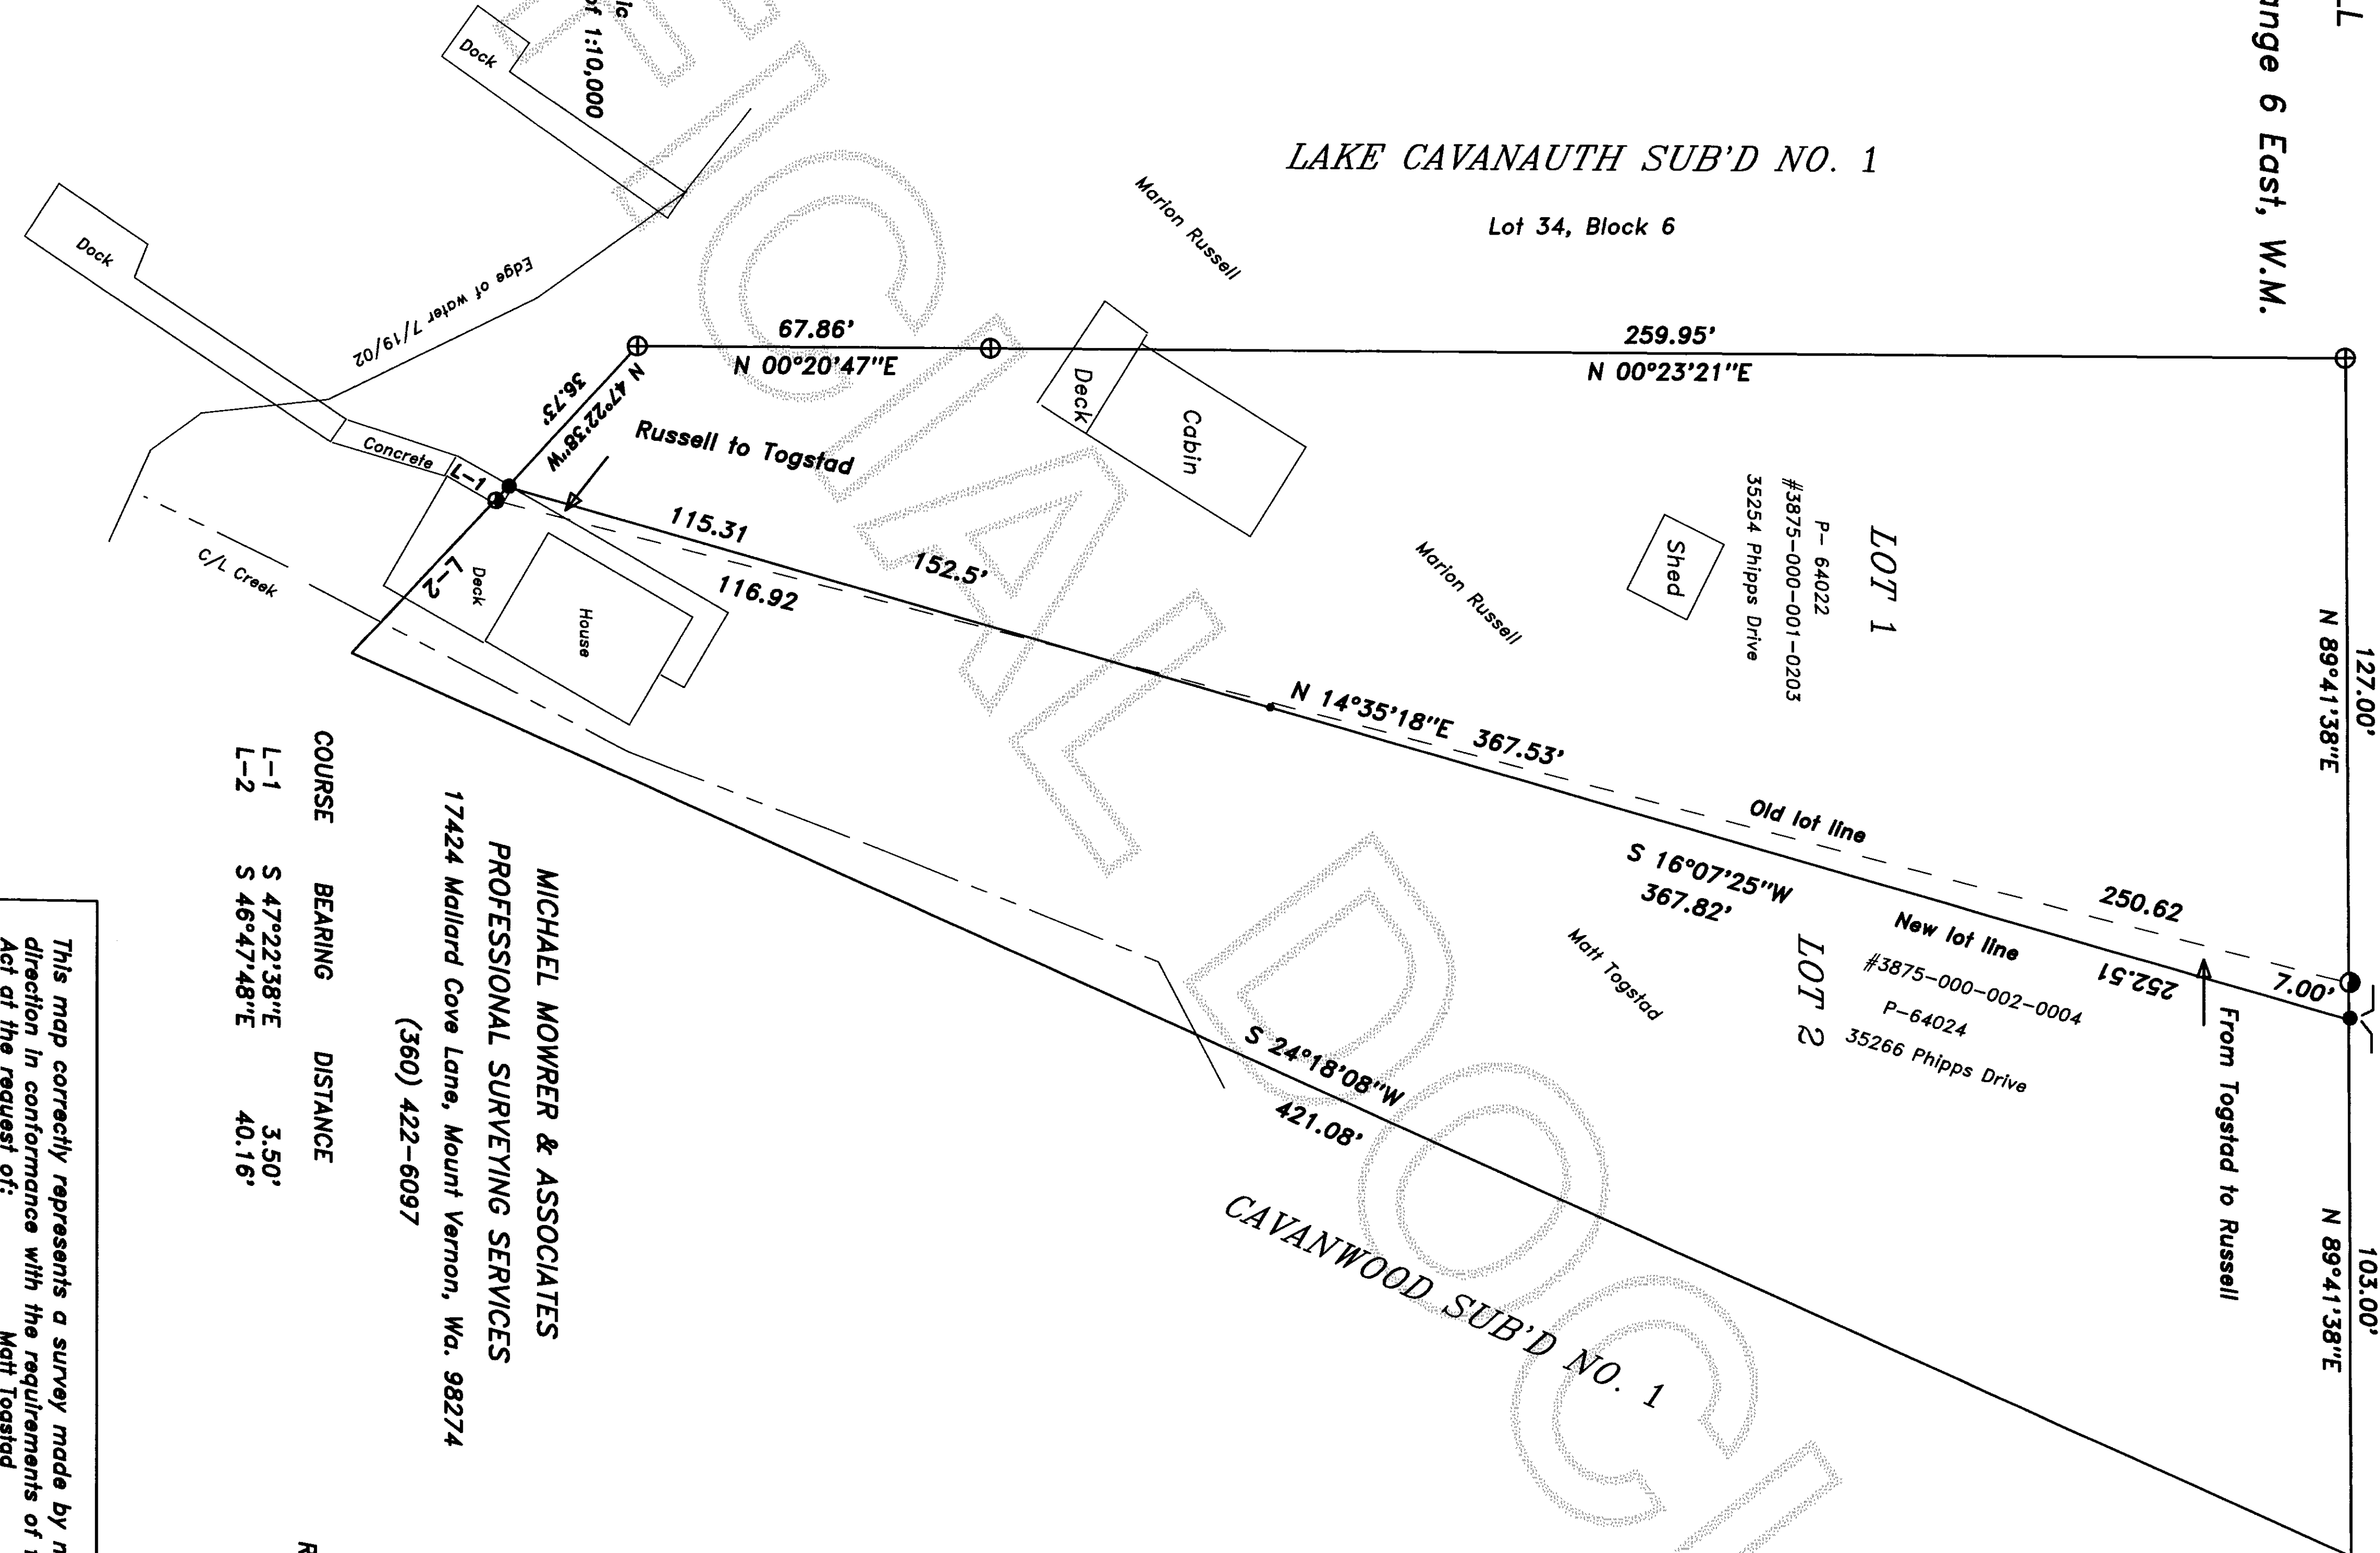 ange 6 East, W.M.
LAKE CAVANAUTH SUB'D NO. 1
Lot 34, Block 6
of 1:10,000
Dock
Dock
Edge of water 7/19/02
Marion Russell
67.86'
N 00°20'47"E
259.95'
N 00°23'21"E
127.00'
N 89°41'38"E
N 47°22'38"W
36.73'
Russell to Togstad
Deck
Cabin
Shed
LOT 1
P- 64022
#3875-000-001-0203
35254 Phipps Drive
Marion Russell
Concrete
L-1
L-2
C/L Creek
Deck
House
115.31
116.92
152.5'
N 14°35'18"E 367.53'
Old lot line
S 16°07'25"W
367.82'
250.62
New lot line
252.51
7.00'
From Togstad to Russell
Matt Togstad
LOT 2
#3875-000-002-0004
P-64024
35266 Phipps Drive
S 24°18'08"W
421.08'
103.00'
N 89°41'38"E
CAVANWOOD SUB'D NO. 1
MICHAEL MOWRER & ASSOCIATES
PROFESSIONAL SURVEYING SERVICES
17424 Mallard Cove Lane, Mount Vernon, Wa. 98274
(360) 422-6097
COURSE BEARING DISTANCE
L-1 S 47°22'38"E 3.50'
L-2 S 46°47'48"E 40.16'
This map correctly represents a survey made by
direction in conformance with the requirements of
Act at the request of: Matt Togstad
CIAL DOC